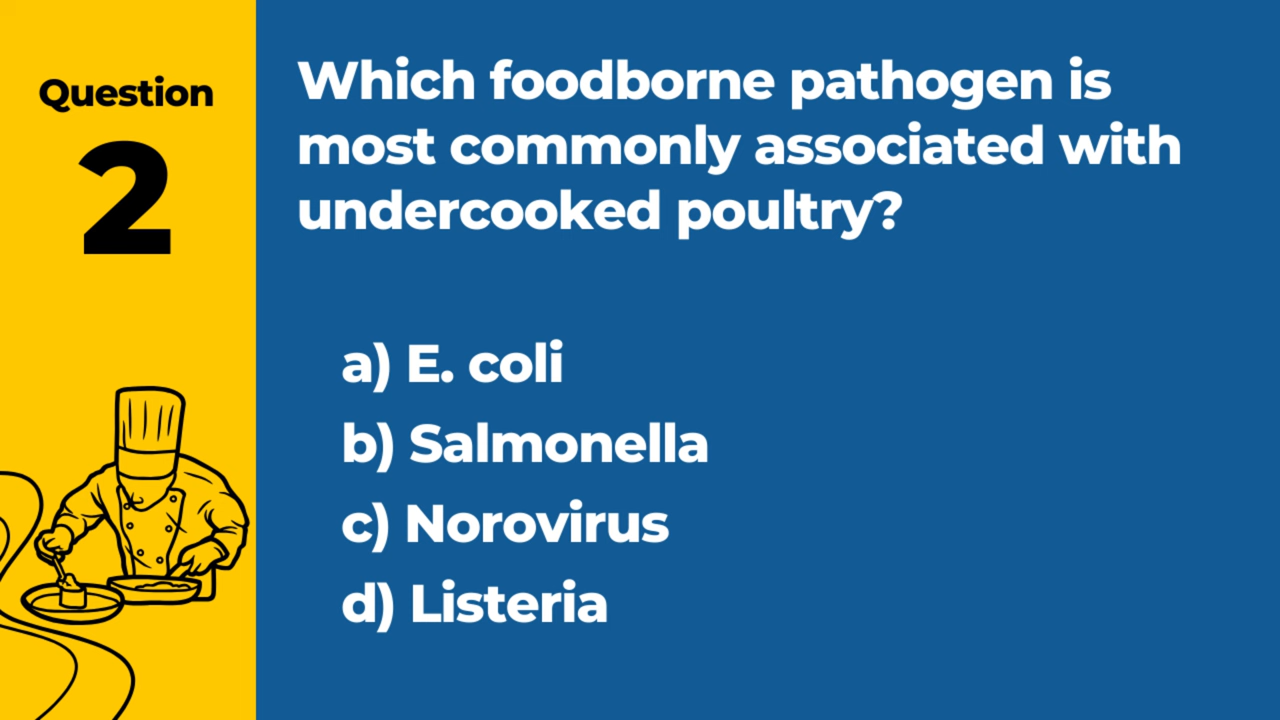 Question
2
Which foodborne pathogen is
most commonly associated with
undercooked poultry?
a) E. coli
b) Salmonella
c) Norovirus
d) Listeria